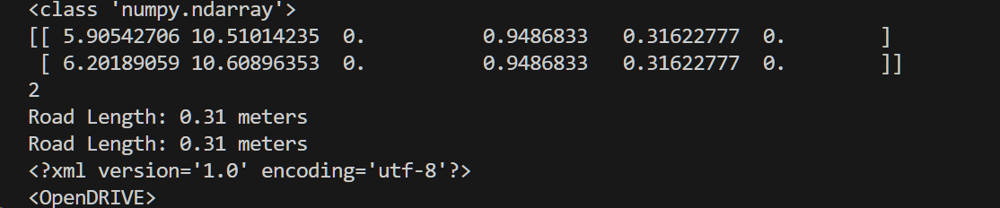 <class 'numpy.ndarray'>
[[ 5.90542706 10.51014235  0.          0.9486833   0.31622777  0.        ]
 [ 6.20189059 10.60896353  0.          0.9486833   0.31622777  0.        ]]
2
Road Length: 0.31 meters
Road Length: 0.31 meters
<?xml version='1.0' encoding='utf-8'?>
<OpenDRIVE>